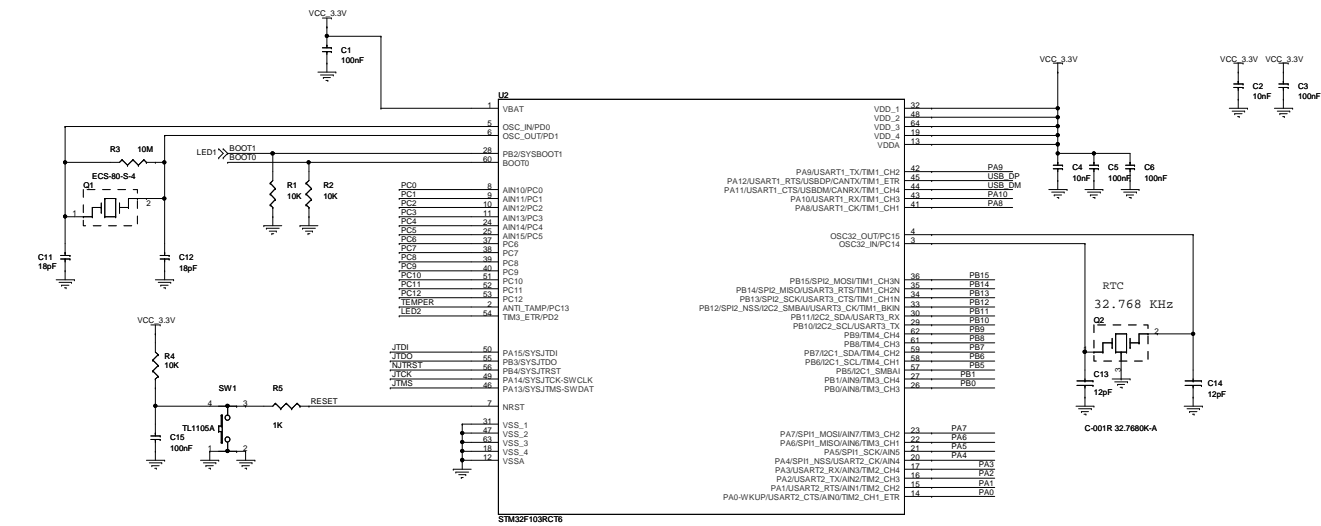 VCC_3.3V
C1
100nF
U2
1 VBAT
5 OSC_IN/PD0
6 OSC_OUT/PD1
LED1 BOOT1 28 PB2/SYSBOOT1
BOOT0 60 BOOT0
R3 10M
ECS-80-S-4
Q1
1 2
C11
18pF
C12
18pF
R1
10K
R2
10K
PC0 8 AIN10/PC0
PC1 9 AIN11/PC1
PC2 10 AIN12/PC2
PC3 11 AIN13/PC3
PC4 24 AIN14/PC4
PC5 25 AIN15/PC5
PC6 37 PC6
PC7 38 PC7
PC8 39 PC8
PC9 40 PC9
PC10 51 PC10
PC11 52 PC11
PC12 53 PC12
TEMPER 2 ANTI_TAMP/PC13
LED2 54 TIM3_ETR/PD2
JTDI 50 PA15/SYSJTDI
JTDO 55 PB3/SYSJTDO
NJTRST 56 PB4/SYSJTRST
JTCK 49 PA14/SYSJTCK-SWCLK
JTMS 46 PA13/SYSJTMS-SWDAT
VCC_3.3V
R4
10K
SW1
4 3
TL1105A
1 2
R5
1K
RESET 7 NRST
C15
100nF
31 VSS_1
47 VSS_2
63 VSS_3
18 VSS_4
12 VSSA
STM32F103RCT6
VDD_1 32
VDD_2 48
VDD_3 64
VDD_4 19
VDDA 13
VCC_3.3V
C4
10nF
C5
100nF
C6
100nF
VCC_3.3V VCC_3.3V
C2
10nF
C3
100nF
PA9/USART1_TX/TIM1_CH2 42 PA9
PA12/USART1_RTS/USBDP/CANTX/TIM1_ETR 45 USB_DP
PA11/USART1_CTS/USBDM/CANRX/TIM1_CH4 44 USB_DM
PA10/USART1_RX/TIM1_CH3 43 PA10
PA8/USART1_CK/TIM1_CH1 41 PA8
OSC32_OUT/PC15 4
OSC32_IN/PC14 3
PB15/SPI2_MOSI/TIM1_CH3N 36 PB15
PB14/SPI2_MISO/USART3_RTS/TIM1_CH2N 35 PB14
PB13/SPI2_SCK/USART3_CTS/TIM1_CH1N 34 PB13
PB12/SPI2_NSS/I2C2_SMBAI/USART3_CK/TIM1_BKIN 33 PB12
PB11/I2C2_SDA/USART3_RX 30 PB11
PB10/I2C2_SCL/USART3_TX 29 PB10
PB9/TIM4_CH4 62 PB9
PB8/TIM4_CH3 61 PB8
PB7/I2C1_SDA/TIM4_CH2 59 PB7
PB6/I2C1_SCL/TIM4_CH1 58 PB6
PB5/I2C1_SMBAI 57 PB5
PB1/AIN9/TIM3_CH4 27 PB1
PB0/AIN8/TIM3_CH3 26 PB0
RTC
32.768 KHz
Q2
1 2
3
C13
12pF
C14
12pF
C-001R 32.7680K-A
PA7/SPI1_MOSI/AIN7/TIM3_CH2 23 PA7
PA6/SPI1_MISO/AIN6/TIM3_CH1 22 PA6
PA5/SPI1_SCK/AIN5 21 PA5
PA4/SPI1_NSS/USART2_CK/AIN4 20 PA4
PA3/USART2_RX/AIN3/TIM2_CH4 17 PA3
PA2/USART2_TX/AIN2/TIM2_CH3 16 PA2
PA1/USART2_RTS/AIN1/TIM2_CH2 15 PA1
PA0-WKUP/USART2_CTS/AIN0/TIM2_CH1_ETR 14 PA0